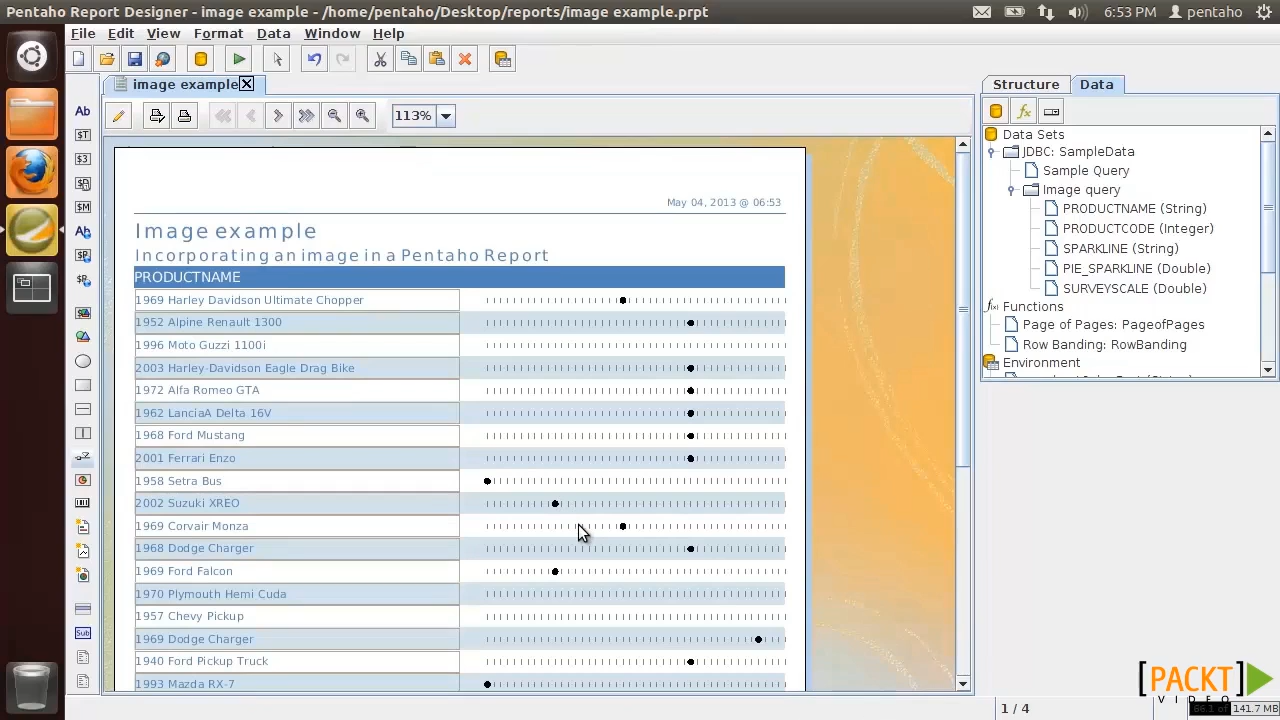 Pentaho Report Designer - image example - /home/pentaho/Desktop/reports/image example.prpt
6:53 PM pentaho
File Edit View Format Data Window Help
image example
Structure Data
113%
Data Sets
JDBC: SampleData
Sample Query
Image query
PRODUCTNAME (String)
PRODUCTCODE (Integer)
SPARKLINE (String)
PIE_SPARKLINE (Double)
SURVEYSCALE (Double)
Functions
Page of Pages: PageofPages
Row Banding: RowBanding
Environment
Ab
Sub
May 04, 2013 @ 06:53
Image example
Incorporating an image in a Pentaho Report
PRODUCTNAME
1969 Harley Davidson Ultimate Chopper
1952 Alpine Renault 1300
1996 Moto Guzzi 1100i
2003 Harley-Davidson Eagle Drag Bike
1972 Alfa Romeo GTA
1962 LanciaA Delta 16V
1968 Ford Mustang
2001 Ferrari Enzo
1958 Setra Bus
2002 Suzuki XREO
1969 Corvair Monza
1968 Dodge Charger
1969 Ford Falcon
1970 Plymouth Hemi Cuda
1957 Chevy Pickup
1969 Dodge Charger
1940 Ford Pickup Truck
1993 Mazda RX-7
[PACKT]
VIDEO
1 / 4
141.7 MB